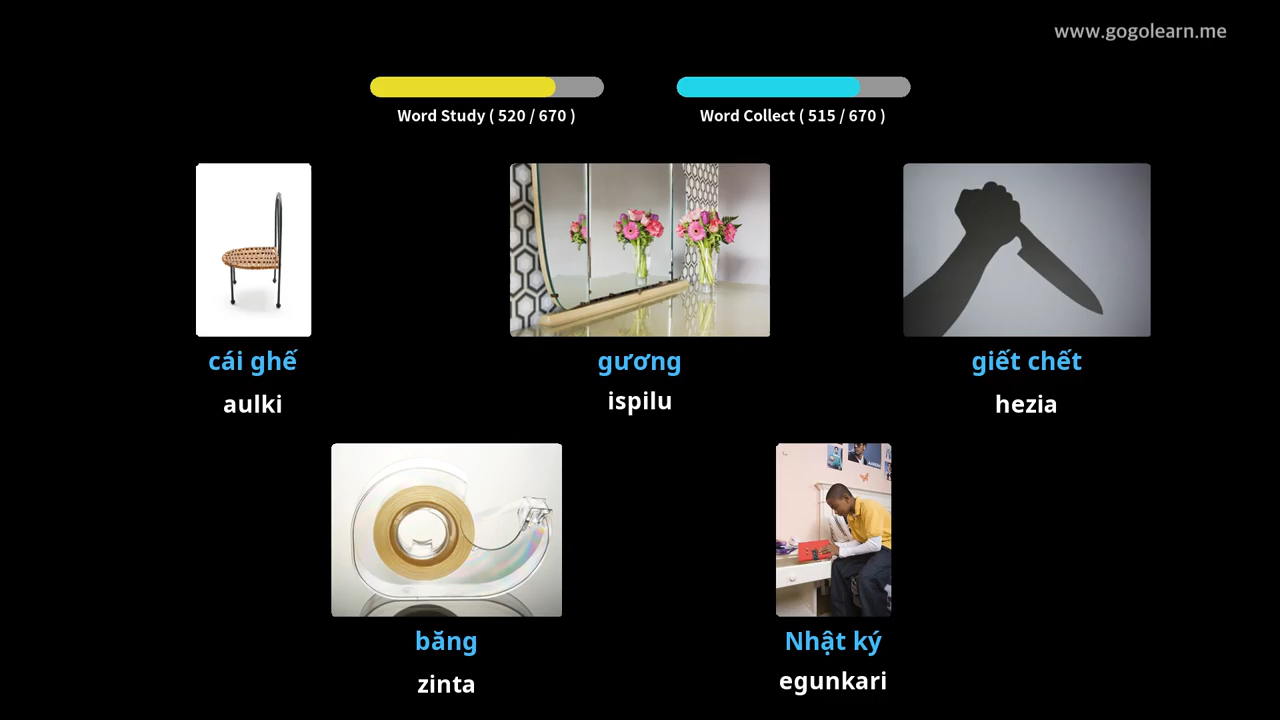 www.gogolearn.me
Word Study ( 520 / 670 )
Word Collect ( 515 / 670 )
cái ghế
aulki
gương
ispilu
giết chết
hezia
băng
zinta
Nhật ký
egunkari